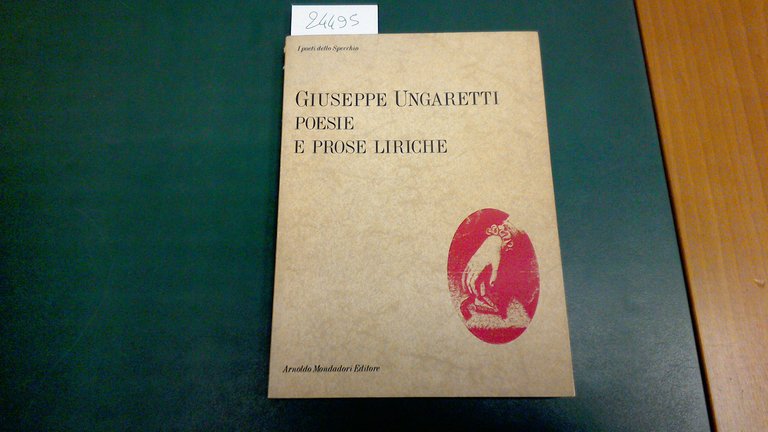 24495
I poeti dello Specchio
GIUSEPPE UNGARETTI
POESIE
E PROSE LIRICHE
Arnoldo Mondadori Editore